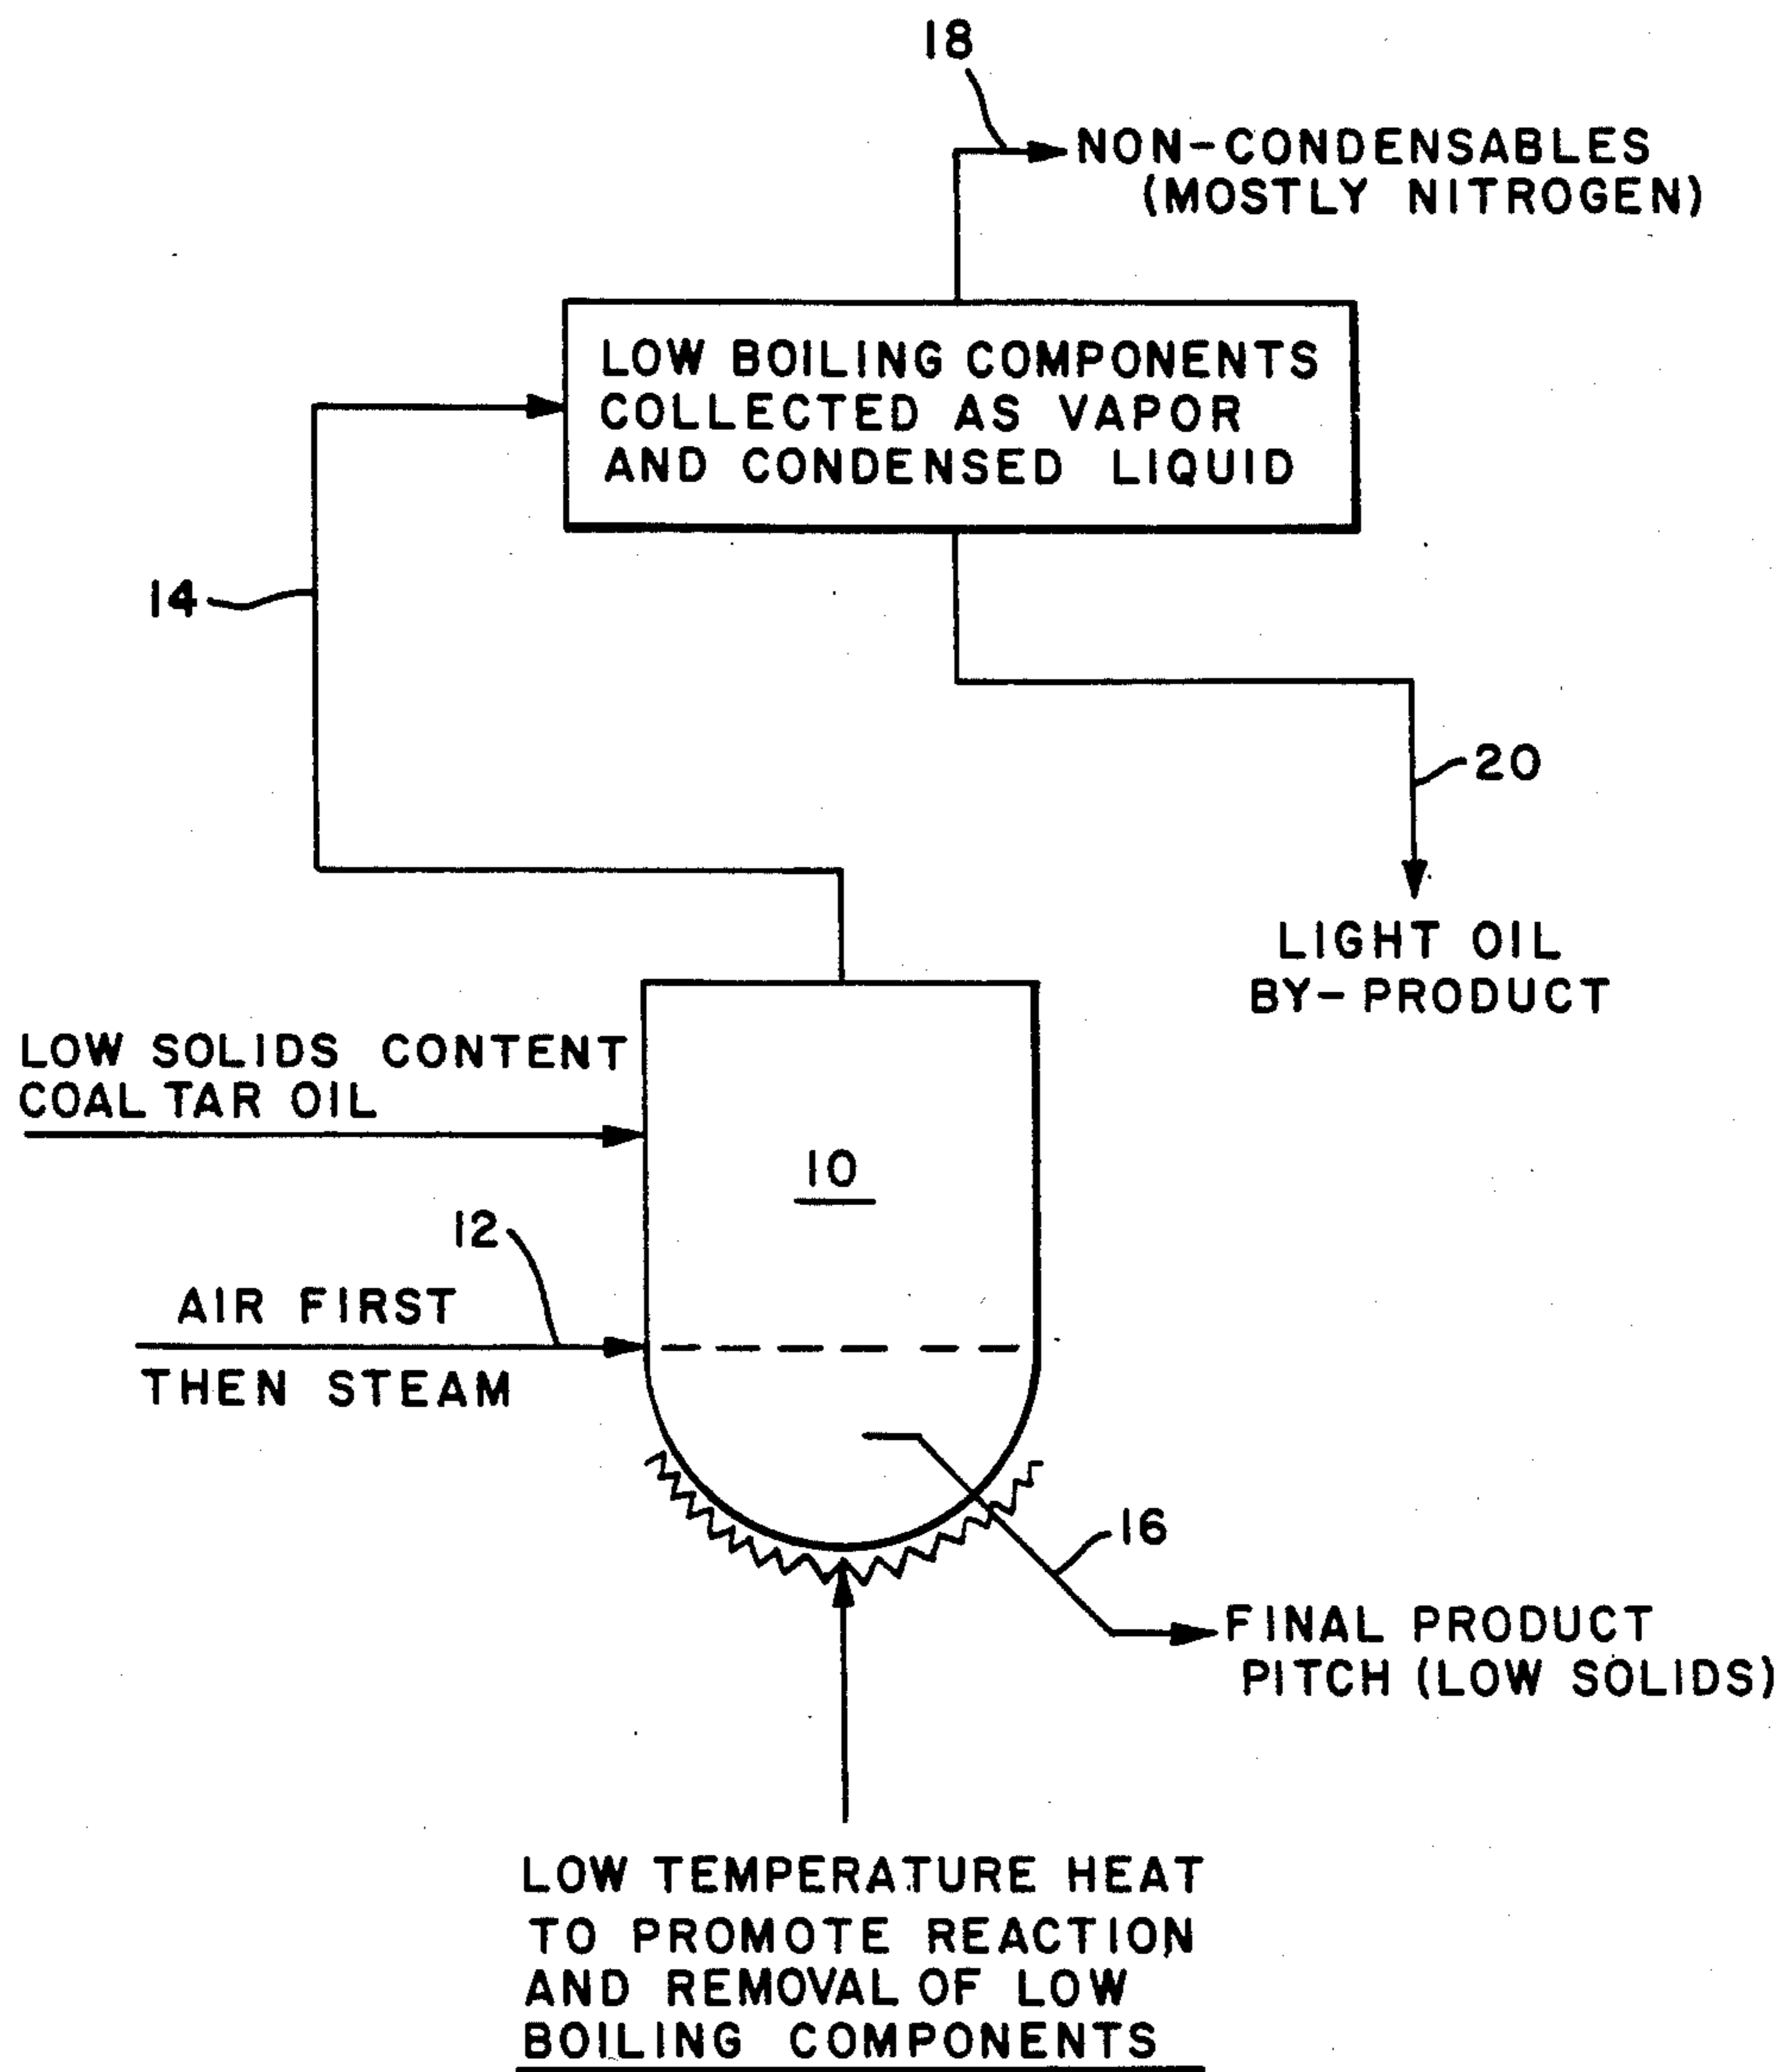 18
NON-CONDENSABLES
(MOSTLY NITROGEN)
LOW BOILING COMPONENTS
COLLECTED AS VAPOR
AND CONDENSED LIQUID
14
20
LIGHT OIL
BY-PRODUCT
LOW SOLIDS CONTENT
COAL TAR OIL
10
12
AIR FIRST
THEN STEAM
16
FINAL PRODUCT
PITCH (LOW SOLIDS)
LOW TEMPERATURE HEAT
TO PROMOTE REACTION
AND REMOVAL OF LOW
BOILING COMPONENTS